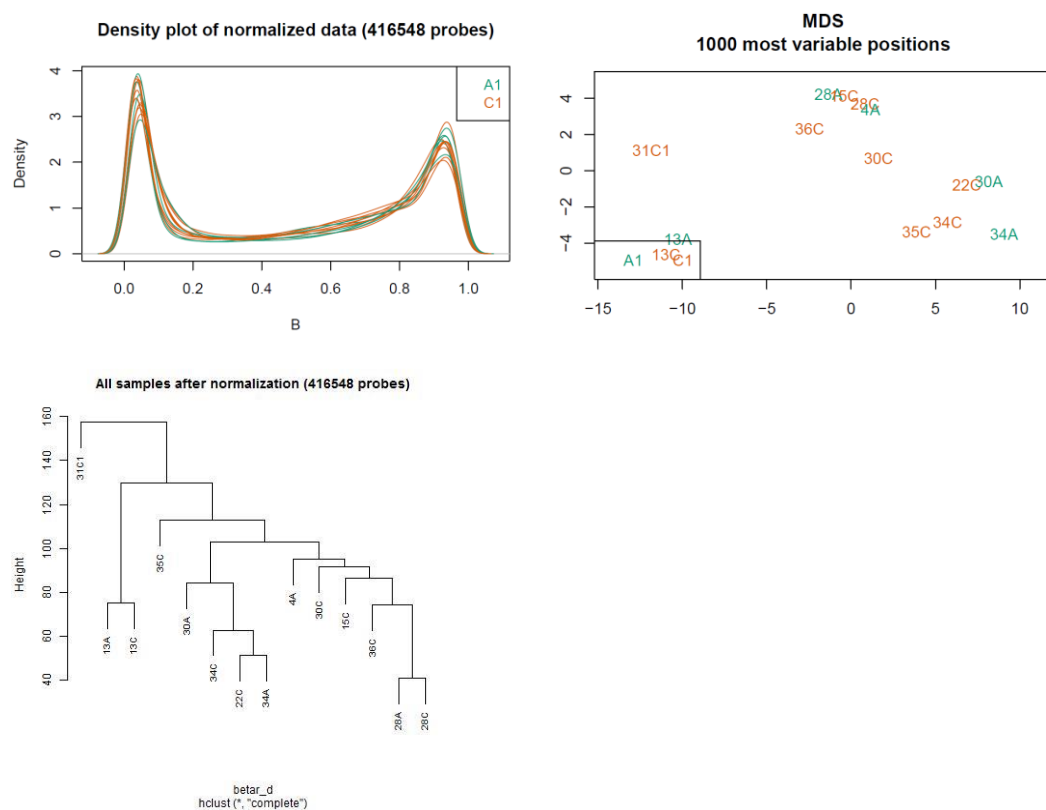 Density plot of normalized data (416548 probes)
4
3
2
1
0
Density
A1
C1
0.0 0.2 0.4 0.6 0.8 1.0
B
MDS
1000 most variable positions
4
2
0
−2
−4
28A 15C 28C
4A
36C
31C1
30C
22C 30A
34C
35C
34A
13A
13C
A1
C1
−15 −10 −5 0 5 10
All samples after normalization (416548 probes)
160
140
120
100
80
60
40
Height
31C1
13A
13C
35C
30A
34C
22C
34A
4A
30C
15C
36C
28A
28C
betar_d
hclust (*, "complete")